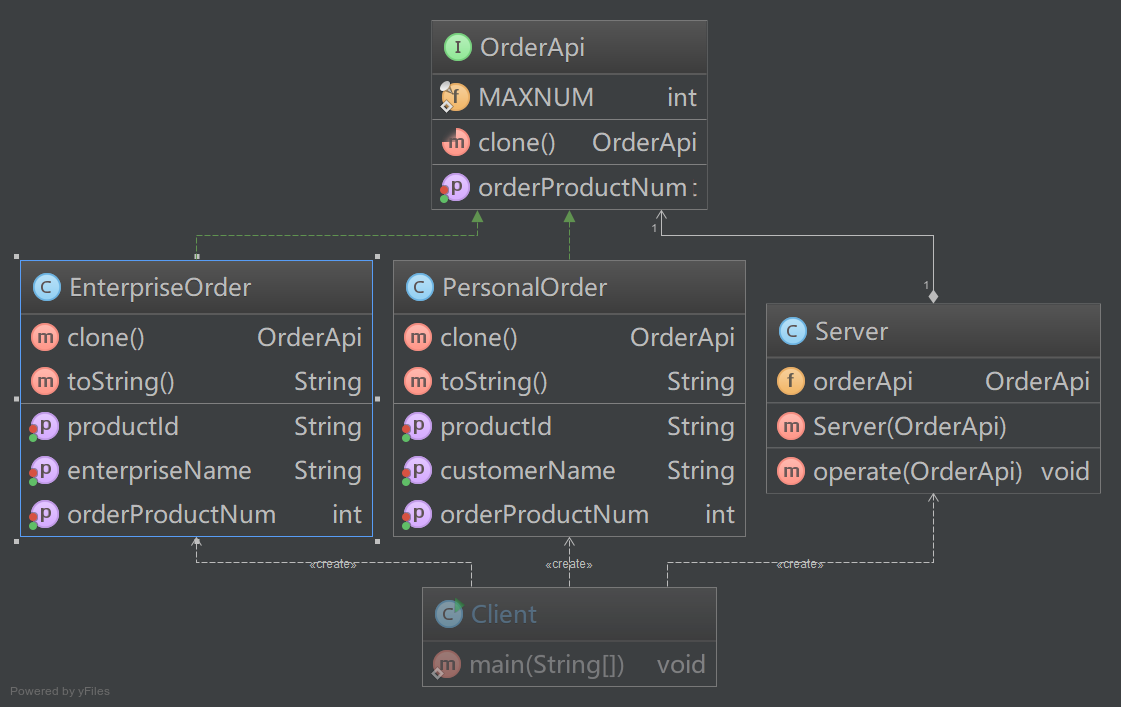 I OrderApi
f MAXNUM int
m clone() OrderApi
p orderProductNum :
1
1
C EnterpriseOrder
m clone() OrderApi
m toString() String
p productId String
p enterpriseName String
p orderProductNum int
C PersonalOrder
m clone() OrderApi
m toString() String
p productId String
p customerName String
p orderProductNum int
C Server
f orderApi OrderApi
m Server(OrderApi)
m operate(OrderApi) void
«create»
«create»
«create»
C Client
m main(String[]) void
Powered by yFiles